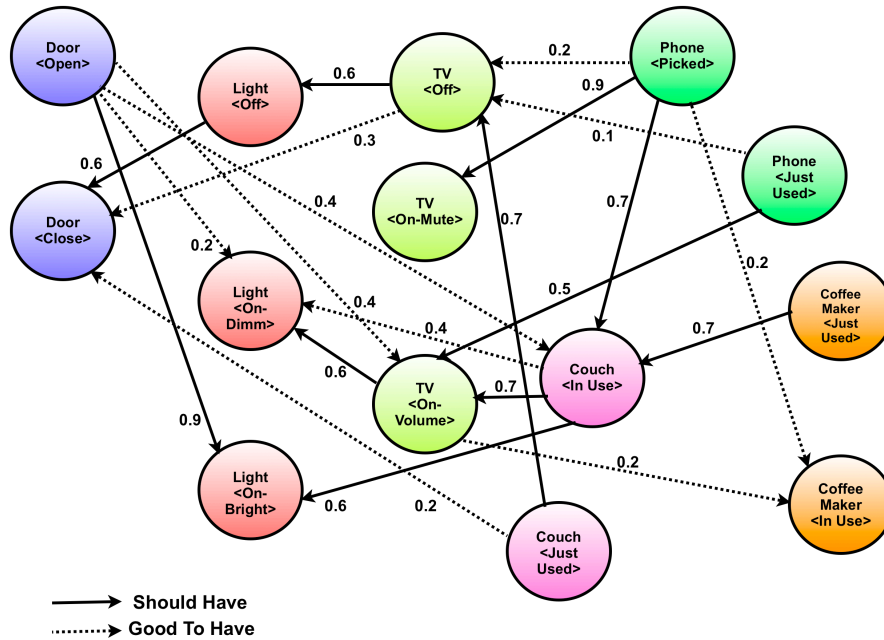 Door
<Open>
Light
<Off>
TV
<Off>
Phone
<Picked>
0.6
0.2
0.9
0.1
0.3
Phone
<Just
Used>
0.6
Door
<Close>
0.4
TV
<On-Mute>
0.7
0.7
0.2
0.2
Light
<On-
Dimm>
0.4
0.4
0.5
0.7
Coffee
Maker
<Just
Used>
0.6
TV
<On-
Volume>
0.7
Couch
<In Use>
0.9
Light
<On-
Bright>
0.6
0.2
0.2
Coffee
Maker
<In Use>
Couch
<Just
Used>
Should Have
Good To Have